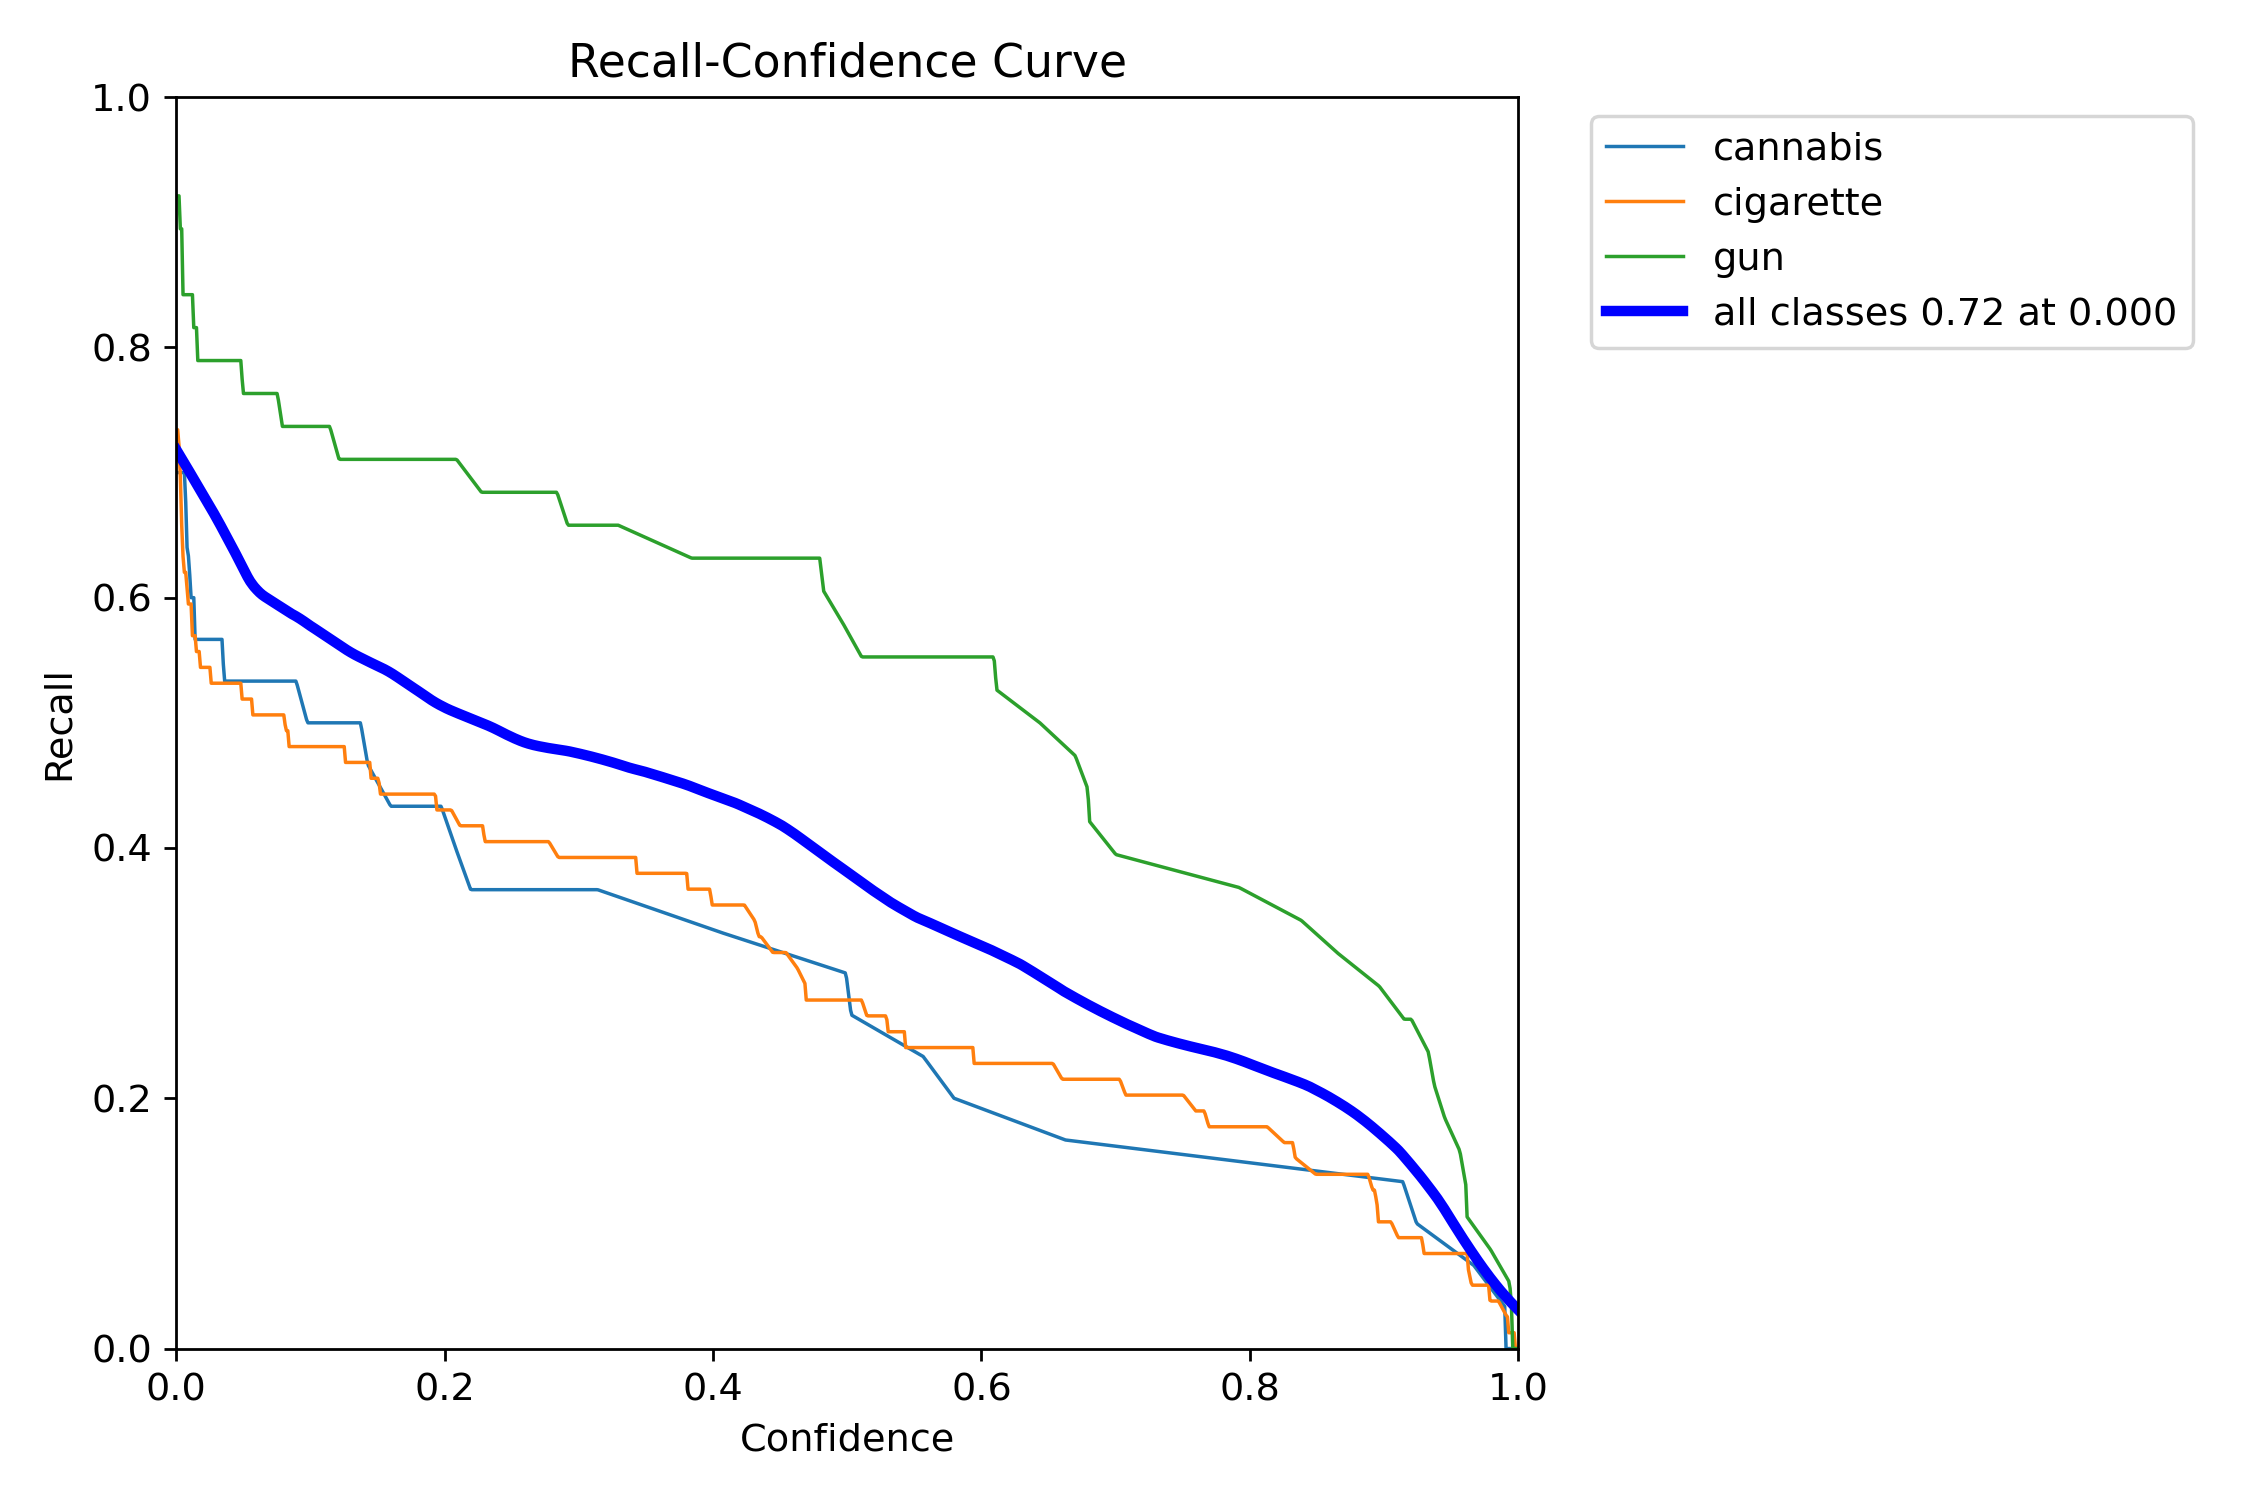 Recall-Confidence Curve
1.0
0.8
0.6
0.4
0.2
0.0
Recall
0.0 0.2 0.4 0.6 0.8 1.0
Confidence
cannabis
cigarette
gun
all classes 0.72 at 0.000